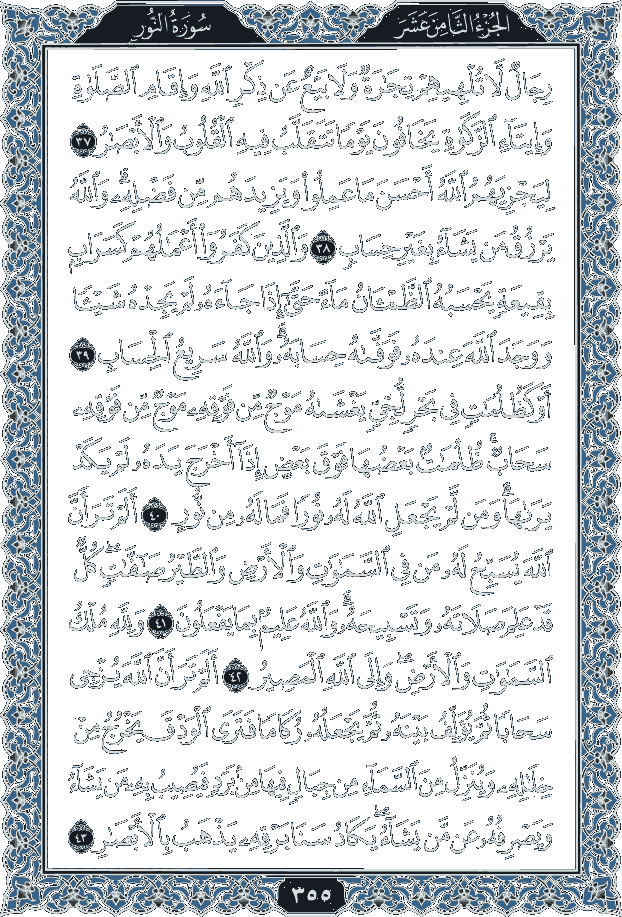 الجزء الثامن عشر
سورة النور
رِجَالٌ لَّا تُلْهِيهِمْ تِجَٰرَةٌ وَلَا بَيْعٌ عَن ذِكْرِ ٱللَّهِ وَإِقَامِ ٱلصَّلَوٰةِ
وَإِيتَآءِ ٱلزَّكَوٰةِ يَخَافُونَ يَوْمًا تَتَقَلَّبُ فِيهِ ٱلْقُلُوبُ وَٱلْأَبْصَٰرُ ٣٧
لِيَجْزِيَهُمُ ٱللَّهُ أَحْسَنَ مَا عَمِلُوا۟ وَيَزِيدَهُم مِّن فَضْلِهِۦ ۗ وَٱللَّهُ
يَرْزُقُ مَن يَشَآءُ بِغَيْرِ حِسَابٍ ٣٨ وَٱلَّذِينَ كَفَرُوٓا۟ أَعْمَٰلُهُمْ كَسَرَابٍۭ
بِقِيعَةٍ يَحْسَبُهُ ٱلظَّمْـَٔانُ مَآءً حَتَّىٰٓ إِذَا جَآءَهُۥ لَمْ يَجِدْهُ شَيْـًٔا
وَوَجَدَ ٱللَّهَ عِندَهُۥ فَوَفَّىٰهُ حِسَابَهُۥ ۗ وَٱللَّهُ سَرِيعُ ٱلْحِسَابِ ٣٩
أَوْ كَظُلُمَٰتٍ فِى بَحْرٍ لُّجِّىٍّ يَغْشَىٰهُ مَوْجٌ مِّن فَوْقِهِۦ مَوْجٌ مِّن فَوْقِهِۦ
سَحَابٌ ۚ ظُلُمَٰتٌۢ بَعْضُهَا فَوْقَ بَعْضٍ إِذَآ أَخْرَجَ يَدَهُۥ لَمْ يَكَدْ
يَرَىٰهَا ۗ وَمَن لَّمْ يَجْعَلِ ٱللَّهُ لَهُۥ نُورًا فَمَا لَهُۥ مِن نُّورٍ ٤٠ أَلَمْ تَرَ أَنَّ
ٱللَّهَ يُسَبِّحُ لَهُۥ مَن فِى ٱلسَّمَٰوَٰتِ وَٱلْأَرْضِ وَٱلطَّيْرُ صَٰٓفَّٰتٍ ۖ كُلٌّ
قَدْ عَلِمَ صَلَاتَهُۥ وَتَسْبِيحَهُۥ ۗ وَٱللَّهُ عَلِيمٌۢ بِمَا يَفْعَلُونَ ٤١ وَلِلَّهِ مُلْكُ
ٱلسَّمَٰوَٰتِ وَٱلْأَرْضِ ۖ وَإِلَى ٱللَّهِ ٱلْمَصِيرُ ٤٢ أَلَمْ تَرَ أَنَّ ٱللَّهَ يُزْجِى
سَحَابًا ثُمَّ يُؤَلِّفُ بَيْنَهُۥ ثُمَّ يَجْعَلُهُۥ رُكَامًا فَتَرَى ٱلْوَدْقَ يَخْرُجُ مِنْ
خِلَٰلِهِۦ وَيُنَزِّلُ مِنَ ٱلسَّمَآءِ مِن جِبَالٍ فِيهَا مِنۢ بَرَدٍ فَيُصِيبُ بِهِۦ مَن يَشَآءُ
وَيَصْرِفُهُۥ عَن مَّن يَشَآءُ ۖ يَكَادُ سَنَا بَرْقِهِۦ يَذْهَبُ بِٱلْأَبْصَٰرِ ٤٣
٣٥٥